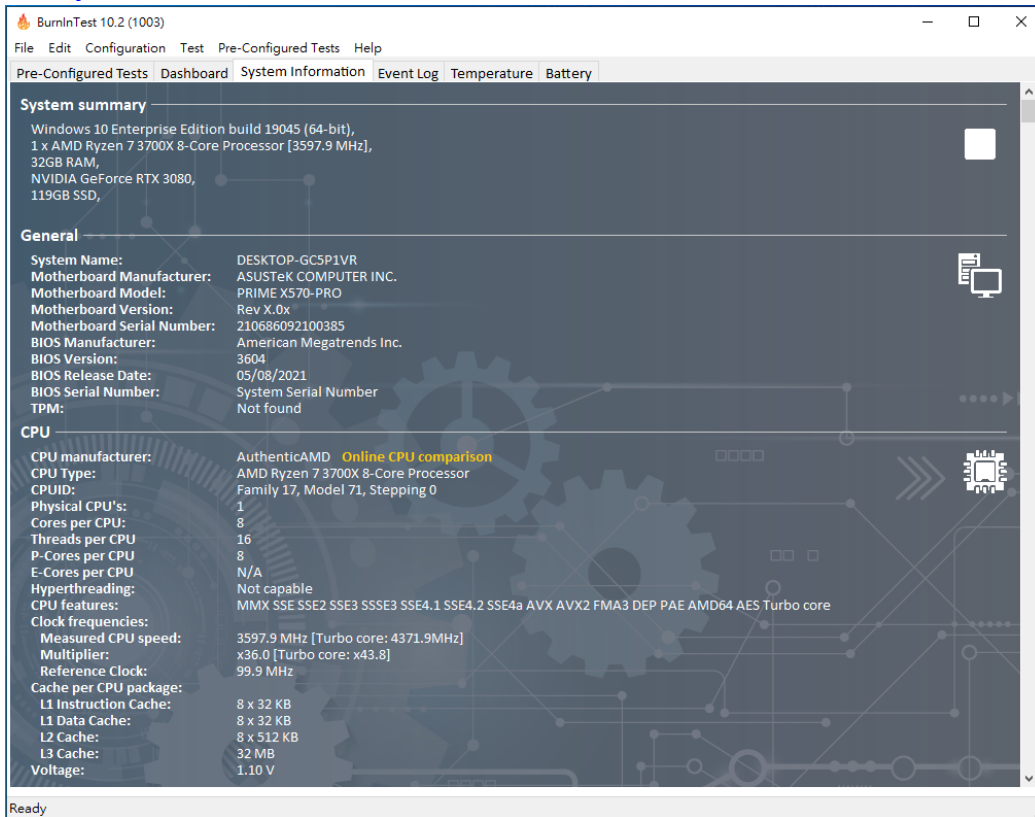 BurnInTest 10.2 (1003)
File Edit Configuration Test Pre-Configured Tests Help
Pre-Configured Tests Dashboard System Information Event Log Temperature Battery
System summary
Windows 10 Enterprise Edition build 19045 (64-bit),
1 x AMD Ryzen 7 3700X 8-Core Processor [3597.9 MHz],
32GB RAM,
NVIDIA GeForce RTX 3080,
119GB SSD,
General
System Name: DESKTOP-GC5P1VR
Motherboard Manufacturer: ASUSTeK COMPUTER INC.
Motherboard Model: PRIME X570-PRO
Motherboard Version: Rev X.0x
Motherboard Serial Number: 210686092100385
BIOS Manufacturer: American Megatrends Inc.
BIOS Version: 3604
BIOS Release Date: 05/08/2021
BIOS Serial Number: System Serial Number
TPM: Not found
CPU
CPU manufacturer: AuthenticAMD Online CPU comparison
CPU Type: AMD Ryzen 7 3700X 8-Core Processor
CPUID: Family 17, Model 71, Stepping 0
Physical CPU's: 1
Cores per CPU: 8
Threads per CPU 16
P-Cores per CPU 8
E-Cores per CPU N/A
Hyperthreading: Not capable
CPU features: MMX SSE SSE2 SSE3 SSSE3 SSE4.1 SSE4.2 SSE4a AVX AVX2 FMA3 DEP PAE AMD64 AES Turbo core
Clock frequencies:
Measured CPU speed: 3597.9 MHz [Turbo core: 4371.9MHz]
Multiplier: x36.0 [Turbo core: x43.8]
Reference Clock: 99.9 MHz
Cache per CPU package:
L1 Instruction Cache: 8 x 32 KB
L1 Data Cache: 8 x 32 KB
L2 Cache: 8 x 512 KB
L3 Cache: 32 MB
Voltage: 1.10 V
Ready